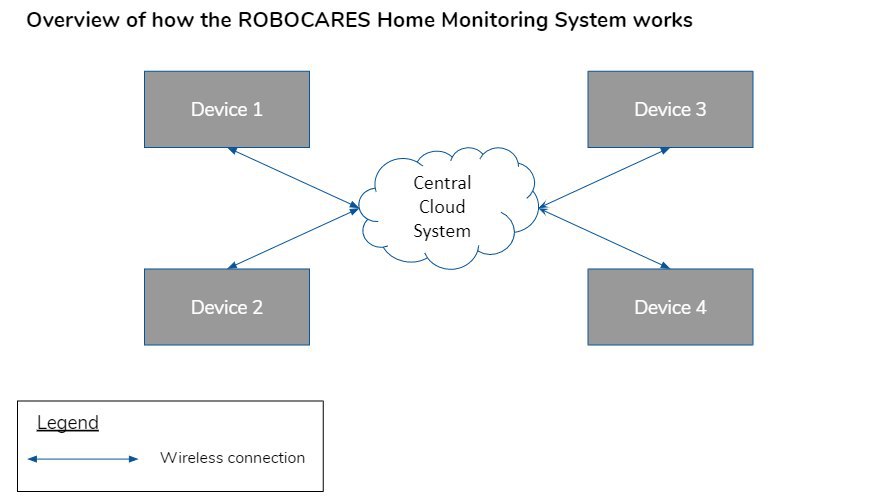 Overview of how the ROBOCARES Home Monitoring System works
Device 1
Device 3
Central
Cloud
System
Device 2
Device 4
Legend
Wireless connection